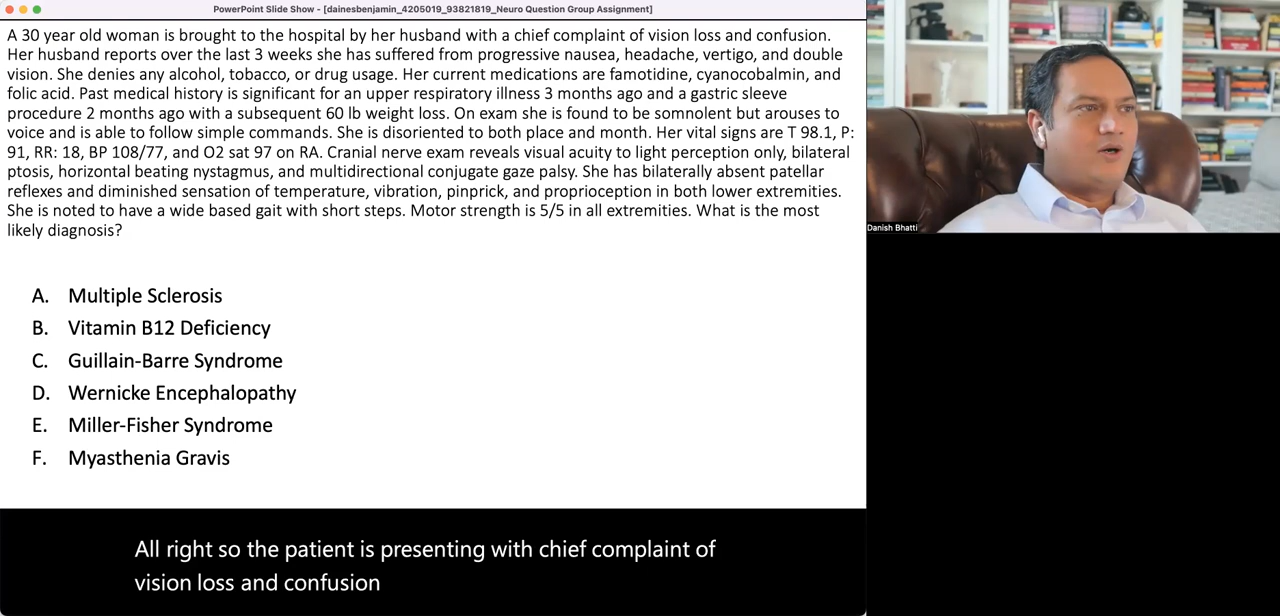 PowerPoint Slide Show - [dainesbenjamin_4205019_93821819_Neuro Question Group Assignment]
A 30 year old woman is brought to the hospital by her husband with a chief complaint of vision loss and confusion.
Her husband reports over the last 3 weeks she has suffered from progressive nausea, headache, vertigo, and double
vision. She denies any alcohol, tobacco, or drug usage. Her current medications are famotidine, cyanocobalmin, and
folic acid. Past medical history is significant for an upper respiratory illness 3 months ago and a gastric sleeve
procedure 2 months ago with a subsequent 60 lb weight loss. On exam she is found to be somnolent but arouses to
voice and is able to follow simple commands. She is disoriented to both place and month. Her vital signs are T 98.1, P:
91, RR: 18, BP 108/77, and O2 sat 97 on RA. Cranial nerve exam reveals visual acuity to light perception only, bilateral
ptosis, horizontal beating nystagmus, and multidirectional conjugate gaze palsy. She has bilaterally absent patellar
reflexes and diminished sensation of temperature, vibration, pinprick, and proprioception in both lower extremities.
She is noted to have a wide based gait with short steps. Motor strength is 5/5 in all extremities. What is the most
likely diagnosis?
A. Multiple Sclerosis
B. Vitamin B12 Deficiency
C. Guillain-Barre Syndrome
D. Wernicke Encephalopathy
E. Miller-Fisher Syndrome
F. Myasthenia Gravis
Danish Bhatti
All right so the patient is presenting with chief complaint of
vision loss and confusion